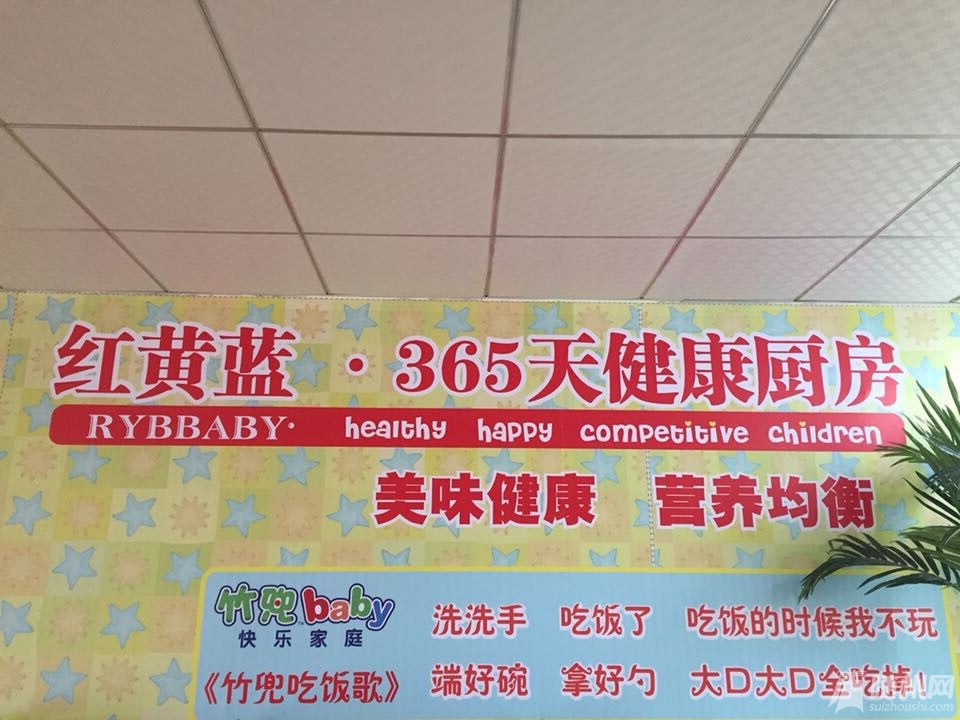 红黄蓝·365天健康厨房
RYBBABY· healthy happy competitive children
美味健康 营养均衡
竹兜baby 洗洗手 吃饭了 吃饭的时候我不玩
快乐家庭
《竹兜吃饭歌》 端好碗 拿好勺 大口大口全吃掉!
网
suizhoushi.com